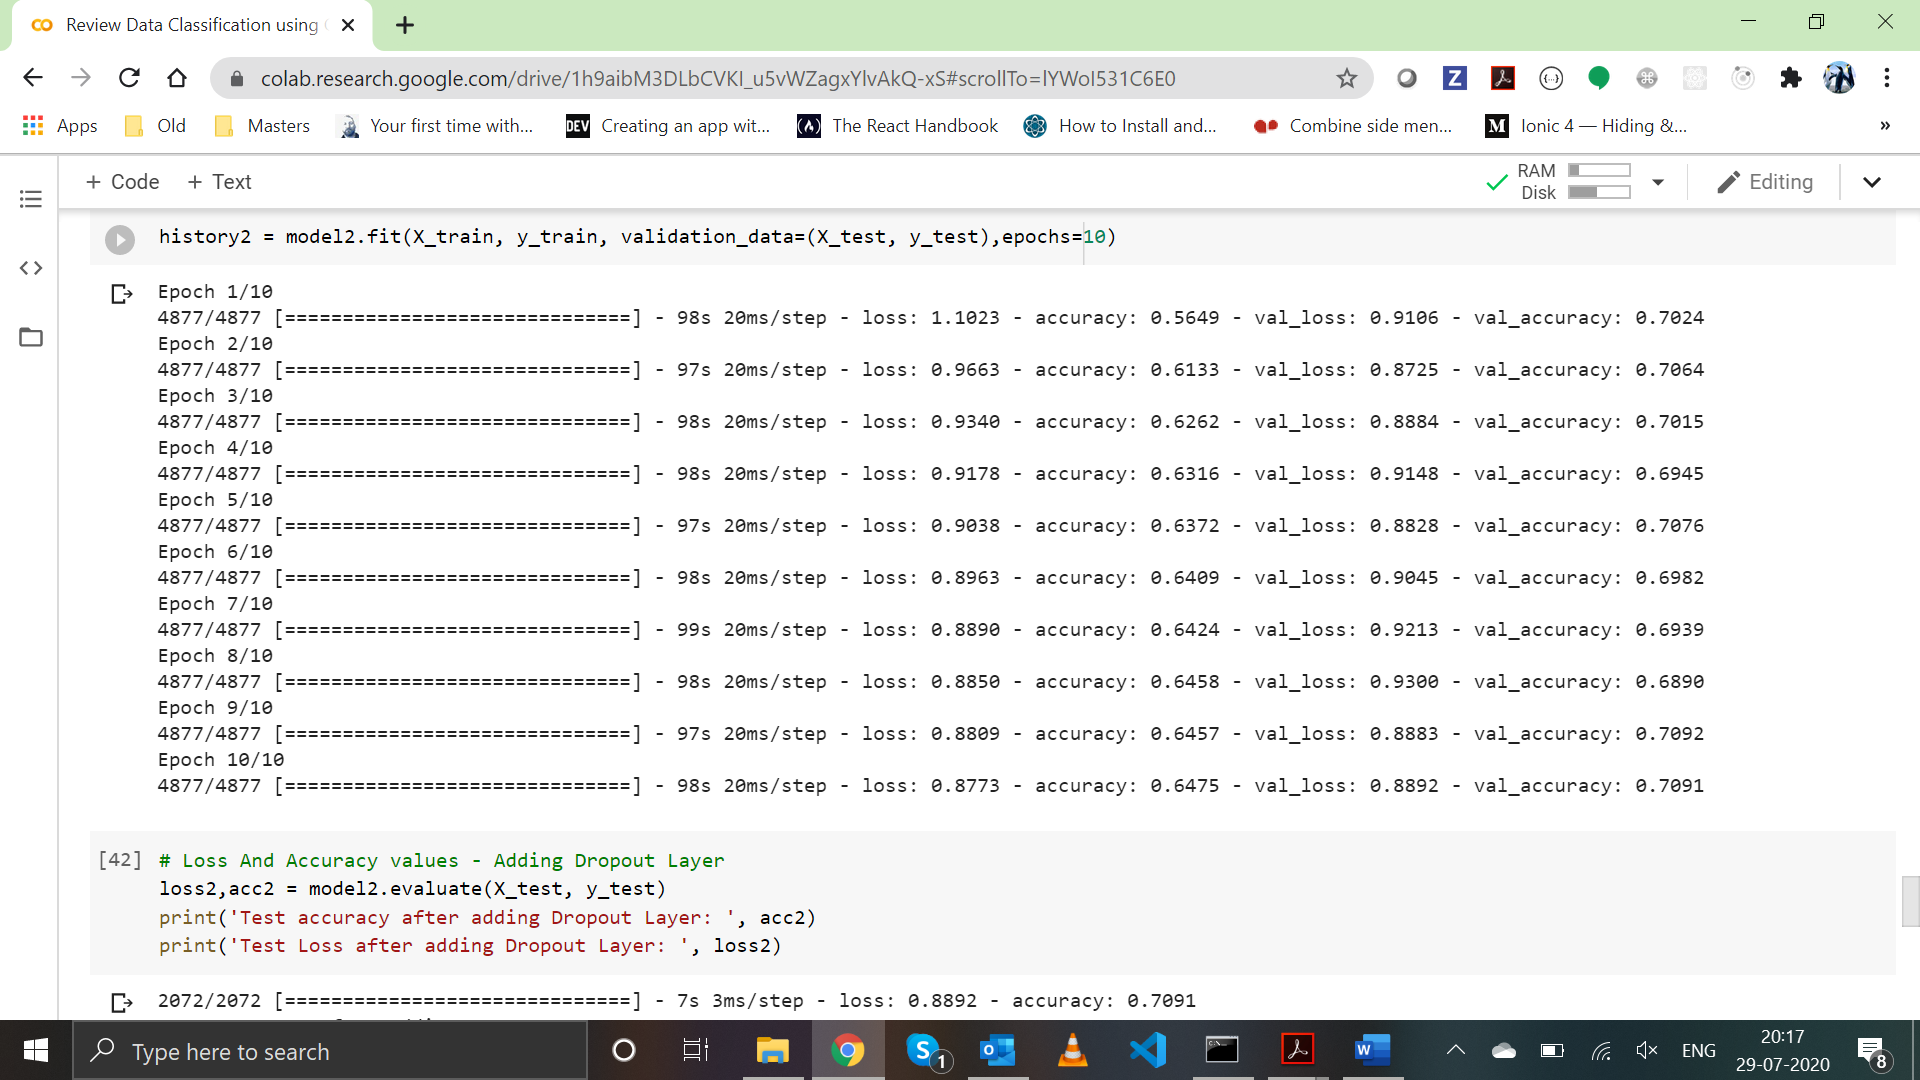 Review Data Classification using
colab.research.google.com/drive/1h9aibM3DLbCVKI_u5vWZagxYlvAkQ-xS#scrollTo=lYWoI531C6E0
Apps Old Masters Your first time with... DEV Creating an app wit... The React Handbook How to Install and... Combine side men... M Ionic 4 — Hiding &... »
+ Code + Text RAM Disk Editing
history2 = model2.fit(X_train, y_train, validation_data=(X_test, y_test),epochs=10)
Epoch 1/10
4877/4877 [==============================] - 98s 20ms/step - loss: 1.1023 - accuracy: 0.5649 - val_loss: 0.9106 - val_accuracy: 0.7024
Epoch 2/10
4877/4877 [==============================] - 97s 20ms/step - loss: 0.9663 - accuracy: 0.6133 - val_loss: 0.8725 - val_accuracy: 0.7064
Epoch 3/10
4877/4877 [==============================] - 98s 20ms/step - loss: 0.9340 - accuracy: 0.6262 - val_loss: 0.8884 - val_accuracy: 0.7015
Epoch 4/10
4877/4877 [==============================] - 98s 20ms/step - loss: 0.9178 - accuracy: 0.6316 - val_loss: 0.9148 - val_accuracy: 0.6945
Epoch 5/10
4877/4877 [==============================] - 97s 20ms/step - loss: 0.9038 - accuracy: 0.6372 - val_loss: 0.8828 - val_accuracy: 0.7076
Epoch 6/10
4877/4877 [==============================] - 98s 20ms/step - loss: 0.8963 - accuracy: 0.6409 - val_loss: 0.9045 - val_accuracy: 0.6982
Epoch 7/10
4877/4877 [==============================] - 99s 20ms/step - loss: 0.8890 - accuracy: 0.6424 - val_loss: 0.9213 - val_accuracy: 0.6939
Epoch 8/10
4877/4877 [==============================] - 98s 20ms/step - loss: 0.8850 - accuracy: 0.6458 - val_loss: 0.9300 - val_accuracy: 0.6890
Epoch 9/10
4877/4877 [==============================] - 97s 20ms/step - loss: 0.8809 - accuracy: 0.6457 - val_loss: 0.8883 - val_accuracy: 0.7092
Epoch 10/10
4877/4877 [==============================] - 98s 20ms/step - loss: 0.8773 - accuracy: 0.6475 - val_loss: 0.8892 - val_accuracy: 0.7091
[42] # Loss And Accuracy values - Adding Dropout Layer
loss2,acc2 = model2.evaluate(X_test, y_test)
print('Test accuracy after adding Dropout Layer: ', acc2)
print('Test Loss after adding Dropout Layer: ', loss2)
2072/2072 [==============================] - 7s 3ms/step - loss: 0.8892 - accuracy: 0.7091
Type here to search
ENG
20:17
29-07-2020